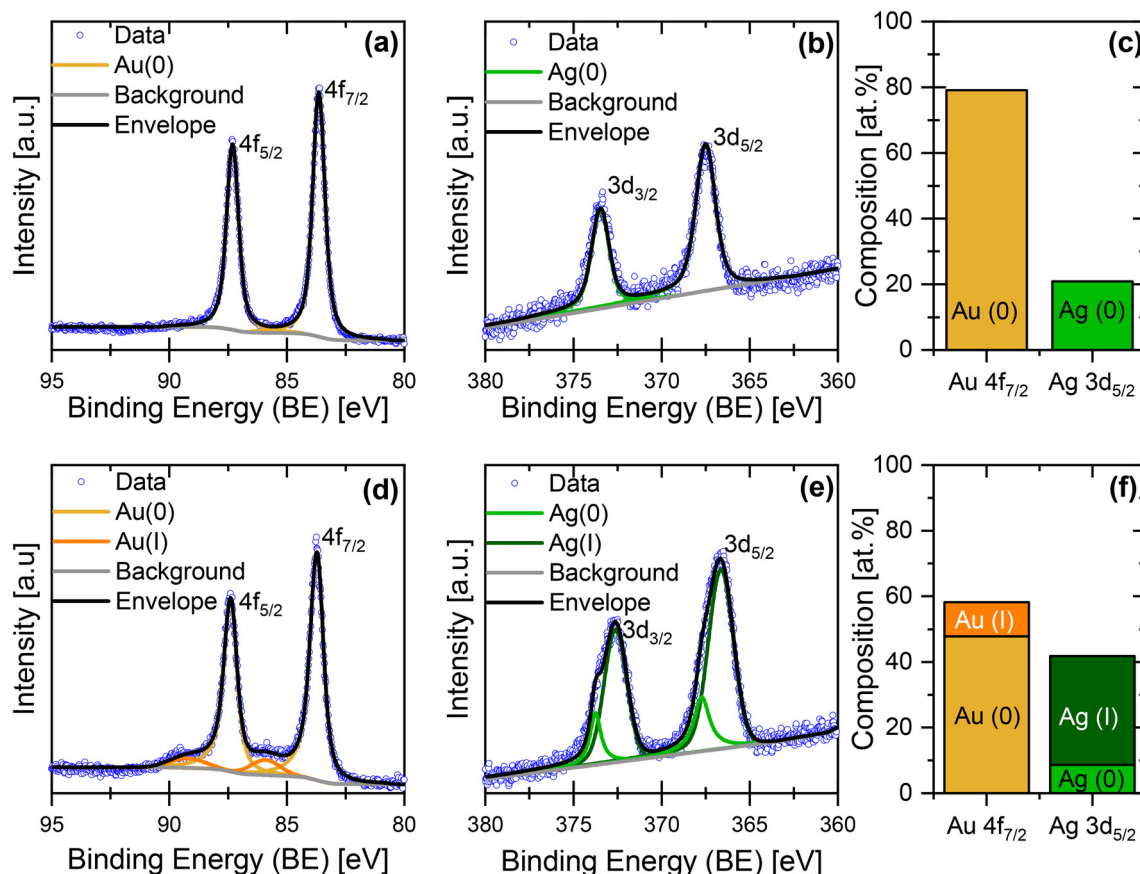 Data
Au(0)
Background
Envelope
(a)
4f5/2
4f7/2
Intensity [a.u.]
95 90 85 80
Binding Energy (BE) [eV]
Data
Ag(0)
Background
Envelope
(b)
3d3/2
3d5/2
Intensity [a.u.]
380 375 370 365 360
Binding Energy (BE) [eV]
(c)
Composition [at.%]
100
80
60
40
20
0
Au (0)
Ag (0)
Au 4f7/2 Ag 3d5/2
Data
Au(0)
Au(I)
Background
Envelope
(d)
4f5/2
4f7/2
Intensity [a.u]
95 90 85 80
Binding Energy (BE) [eV]
Data
Ag(0)
Ag(I)
Background
Envelope
(e)
3d3/2
3d5/2
Intensity [a.u.]
380 375 370 365 360
Binding Energy (BE) [eV]
(f)
Composition [at.%]
100
80
60
40
20
0
Au (I)
Au (0)
Ag (I)
Ag (0)
Au 4f7/2 Ag 3d5/2